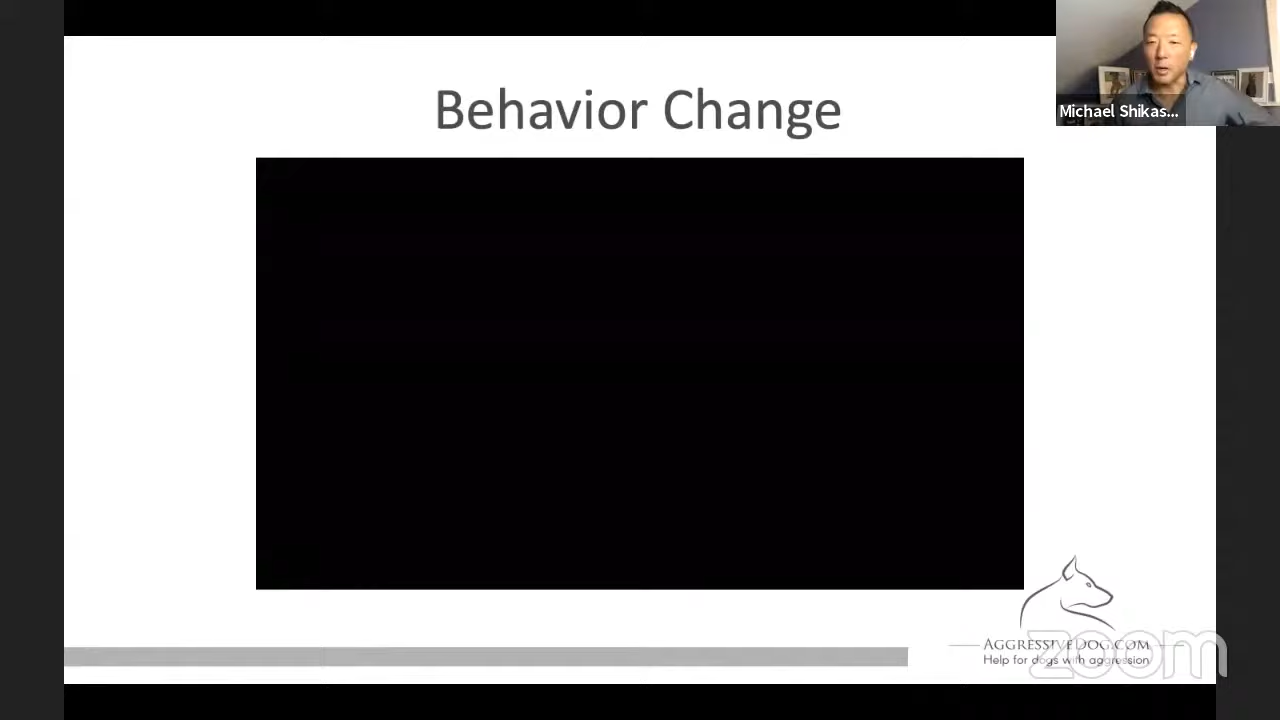 Behavior Change
Michael Shikas...
AGGRESSIVEDOG.COM
Help for dogs with aggression
zoom